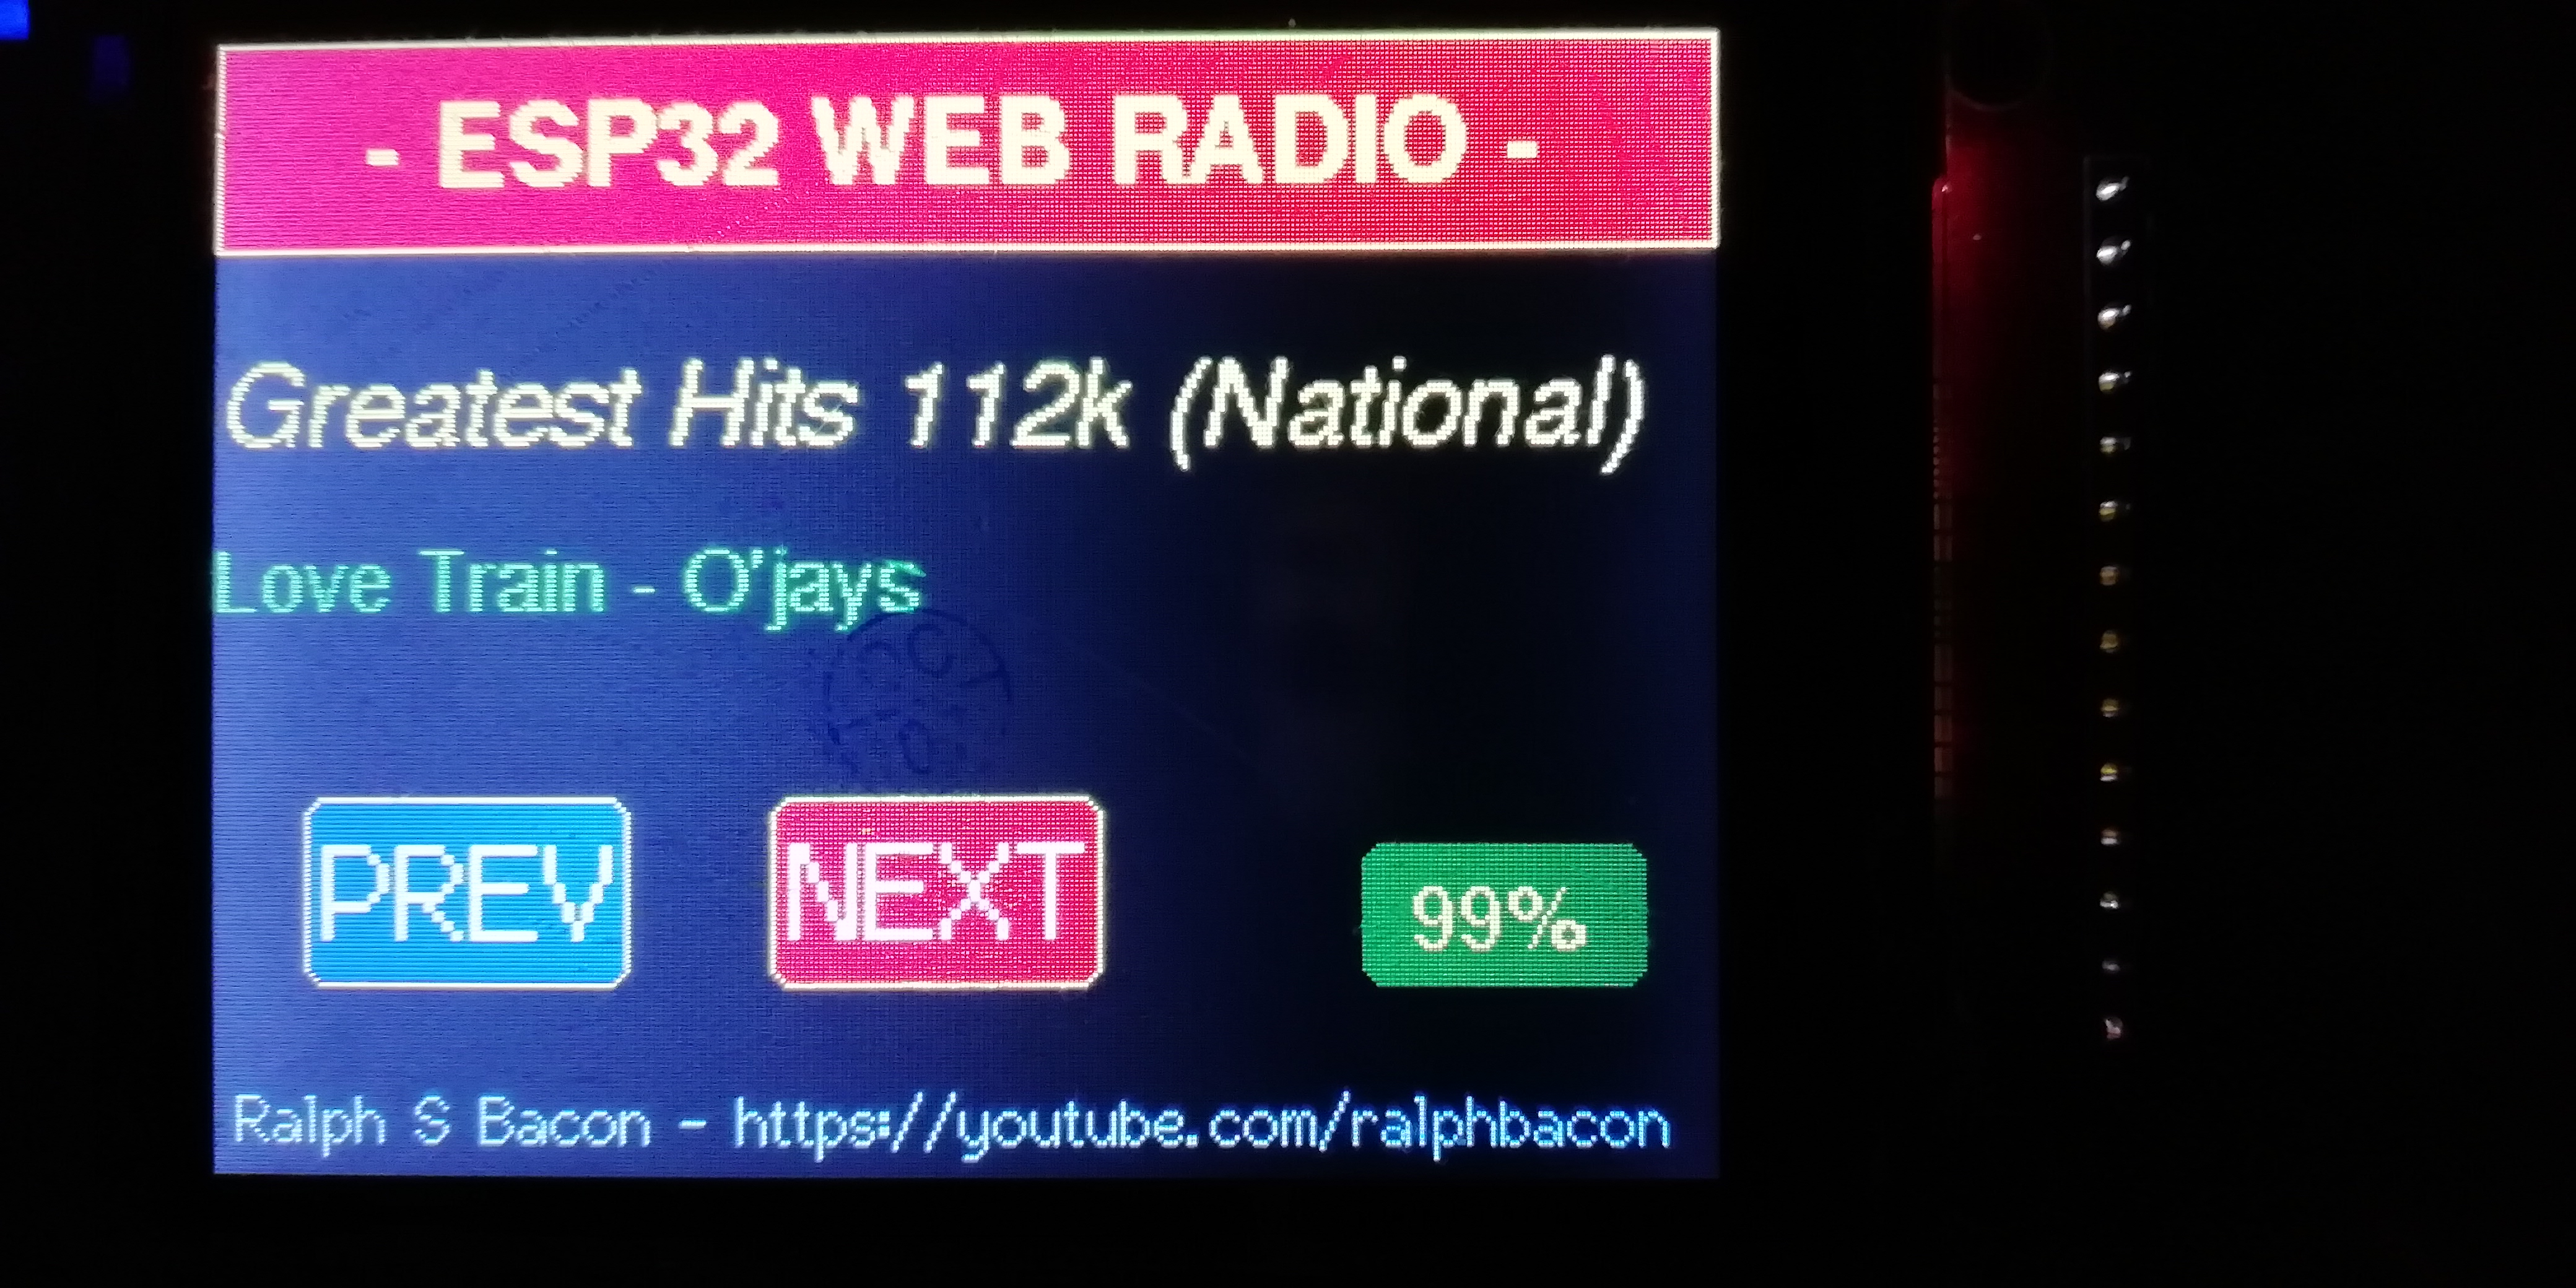 - ESP32 WEB RADIO -
Greatest Hits 112k (National)
Love Train - O'jays
PREV NEXT 99%
Ralph S Bacon - https://youtube.com/ralphbacon